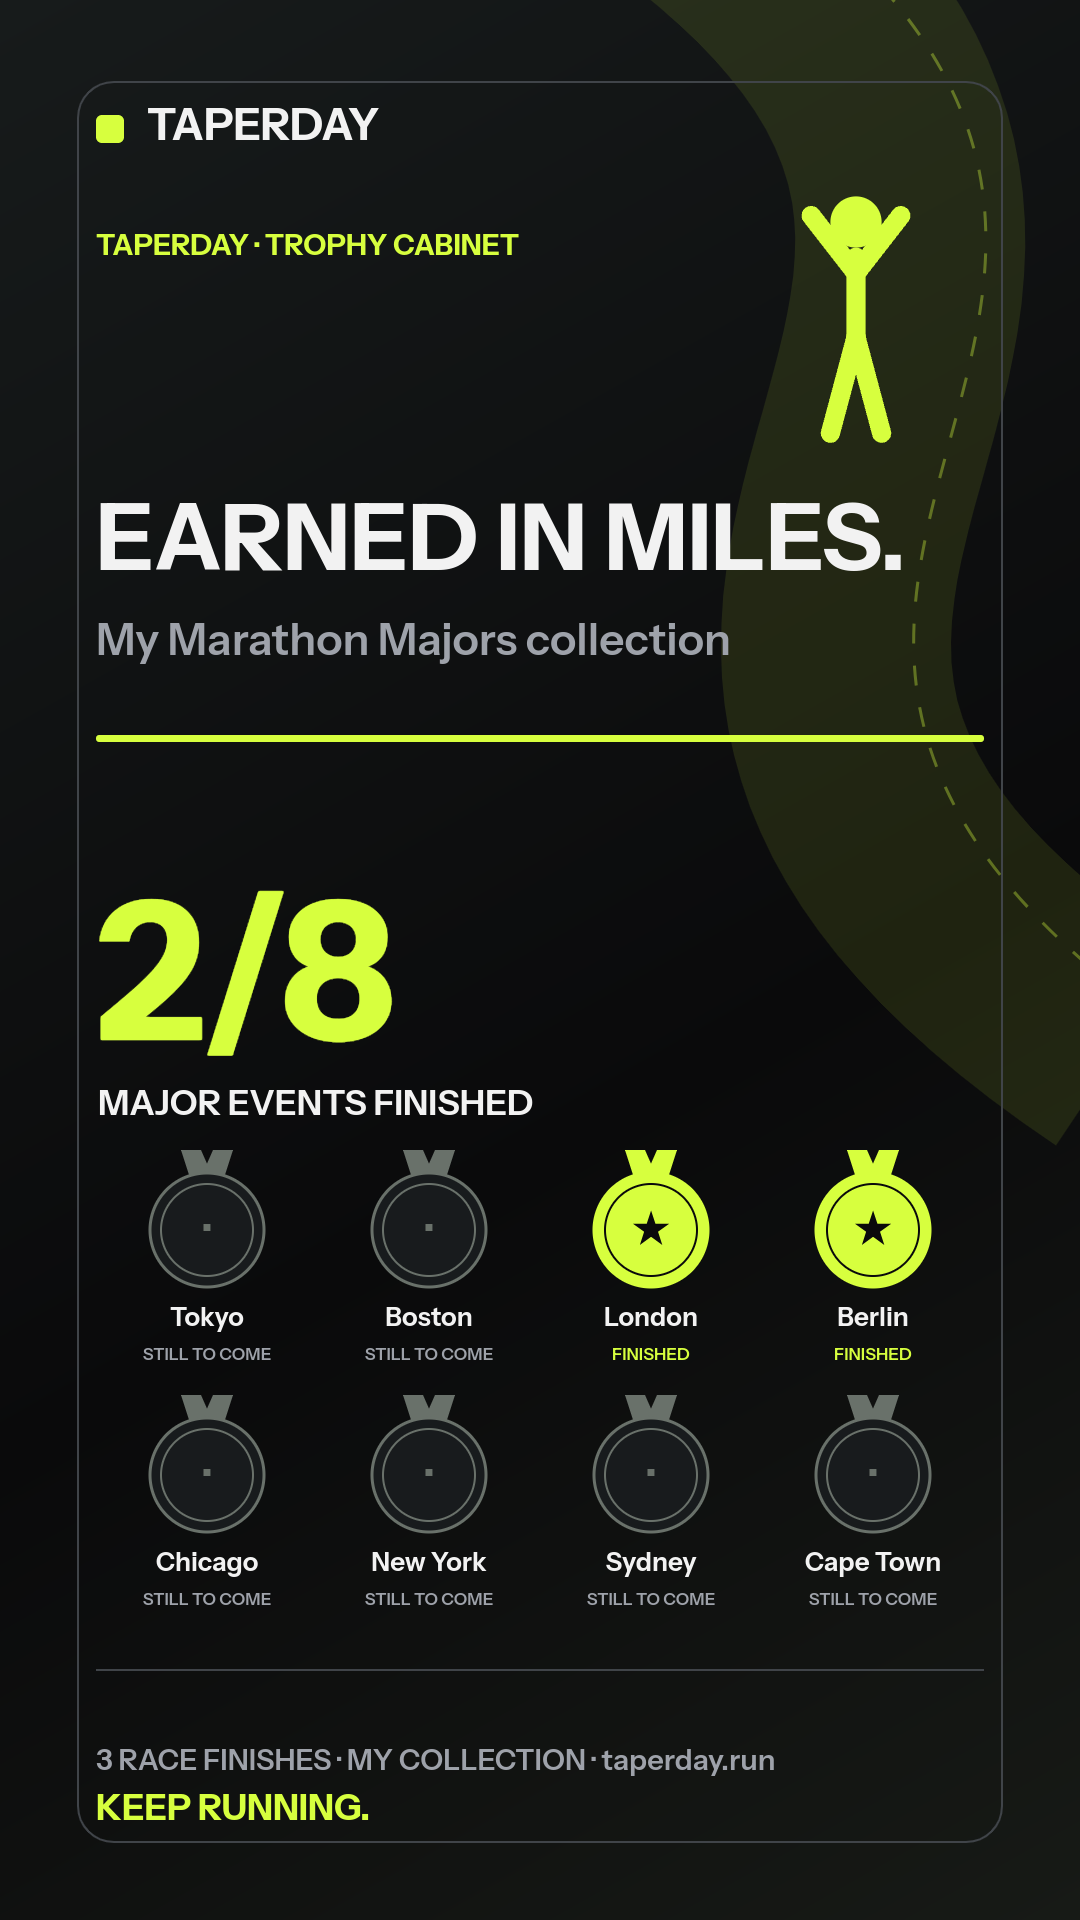 TAPERDAY
TAPERDAY · TROPHY CABINET
EARNED IN MILES.
My Marathon Majors collection
2/8
MAJOR EVENTS FINISHED
Tokyo Boston London Berlin
STILL TO COME STILL TO COME FINISHED FINISHED
Chicago New York Sydney Cape Town
STILL TO COME STILL TO COME STILL TO COME STILL TO COME
3 RACE FINISHES · MY COLLECTION · taperday.run
KEEP RUNNING.